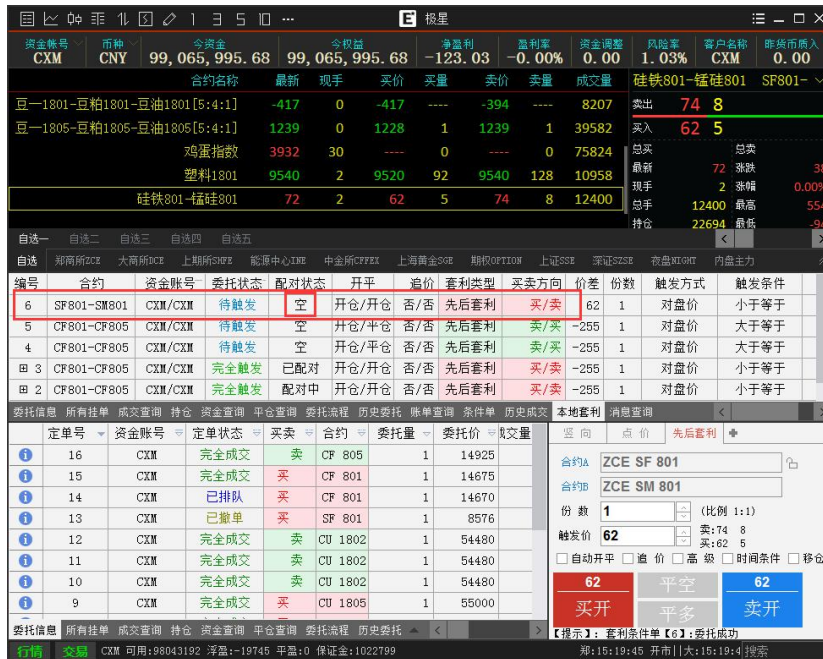 1 3 5 10 ... E 极星
资金帐号 币种 今资金 今权益 净盈利 盈利率 资金调整 风险率 客户名称 昨货币质入
CXM CNY 99,065,995.68 99,065,995.68 -123.03 -0.00% 0.00 1.03% CXM 0.00
合约名称 最新 现手 买价 买量 卖价 卖量 成交量 硅铁801-锰硅801 SF801-
豆一1801-豆粕1801-豆油1801[5:4:1] -417 0 -417 ---- -394 ---- 8207 卖出 74 8
豆一1805-豆粕1805-豆油1805[5:4:1] 1239 0 1228 1 1239 1 39582 买入 62 5
鸡蛋指数 3932 30 ---- 0 ---- 0 75824 总买 总卖
塑料1801 9540 2 9520 92 9540 128 10958 最新 72 涨跌 38
硅铁801-锰硅801 72 2 62 5 74 8 12400 现手 2 涨幅 0.00%
总手 12400 最高 554
持仓 22694 最低 -94
自选一 自选二 自选三 自选四 自选五
自选 郑商所ZCE 大商所DCE 上期所SHFE 能源中心INE 中金所CFFEX 上海黄金SGE 期权OPTION 上证SSE 深证SZSE 夜盘NIGHT 内盘主力
编号 合约 资金账号 委托状态 配对状态 开平 追价 套利类型 买卖方向 价差 份数 触发方式 触发条件
6 SF801-SM801 CXM/CXM 待触发 空 开仓/开仓 否/否 先后套利 买/卖 62 1 对盘价 小于等于
5 CF801-CF805 CXM/CXM 待触发 空 开仓/平仓 否/否 先后套利 卖/买 -255 1 对盘价 大于等于
4 CF801-CF805 CXM/CXM 待触发 空 开仓/平仓 否/否 先后套利 卖/买 -255 1 对盘价 大于等于
3 CF801-CF805 CXM/CXM 完全触发 已配对 开仓/开仓 否/否 先后套利 买/卖 -255 1 对盘价 小于等于
2 CF801-CF805 CXM/CXM 完全触发 配对中 开仓/开仓 否/否 先后套利 买/卖 -255 1 对盘价 小于等于
委托信息 所有挂单 成交查询 持仓 资金查询 平仓查询 委托流程 历史委托 账单查询 条件单 历史成交 本地套利 消息查询
定单号 资金账号 定单状态 买卖 合约 委托量 委托价 成交量
16 CXM 完全成交 卖 CF 805 1 14925
15 CXM 完全成交 买 CF 801 1 14675
14 CXM 已排队 买 CF 801 1 14670
13 CXM 已撤单 买 SF 801 1 8576
12 CXM 完全成交 卖 CU 1802 1 54480
11 CXM 完全成交 卖 CU 1802 1 54480
10 CXM 完全成交 卖 CU 1802 1 54480
9 CXM 完全成交 买 CU 1805 1 55000
委托信息 所有挂单 成交查询 持仓 资金查询 平仓查询 委托流程 历史委托
竖向 点价 先后套利
合约A ZCE SF 801
合约B ZCE SM 801
份数 1 (比例 1:1)
触发价 62 卖:74 8
买:62 5
自动开平 追价 高级 时间条件 移仓
62 平空 62
买开 平多 卖开
【提示】: 套利条件单【6】:委托成功
行情 交易 CXM 可用:98043192 浮盈:-19745 平盈:0 保证金:1022799 郑:15:19:45 开市||大:15:19:4 搜索